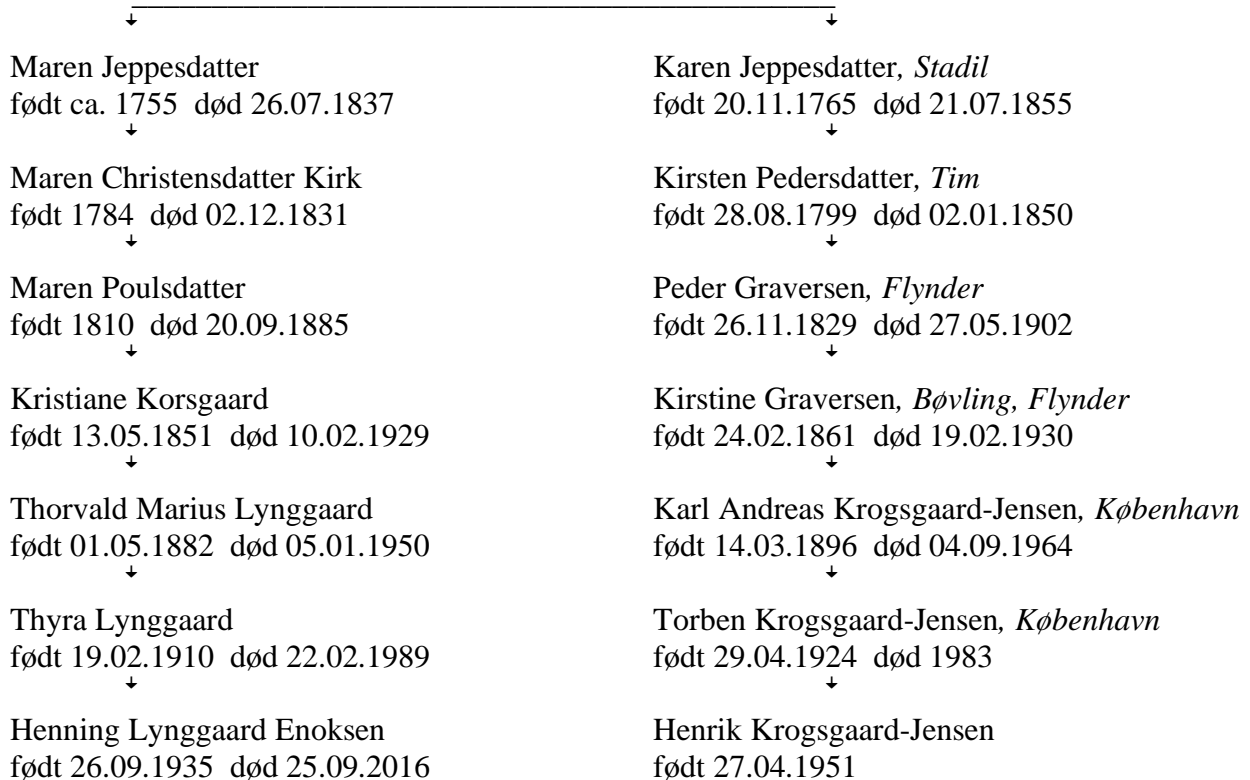 Maren Jeppesdatter
født ca. 1755 død 26.07.1837
Maren Christensdatter Kirk
født 1784 død 02.12.1831
Maren Poulsdatter
født 1810 død 20.09.1885
Kristiane Korsgaard
født 13.05.1851 død 10.02.1929
Thorvald Marius Lynggaard
født 01.05.1882 død 05.01.1950
Thyra Lynggaard
født 19.02.1910 død 22.02.1989
Henning Lynggaard Enoksen
født 26.09.1935 død 25.09.2016
Karen Jeppesdatter, Stadil
født 20.11.1765 død 21.07.1855
Kirsten Pedersdatter, Tim
født 28.08.1799 død 02.01.1850
Peder Graversen, Flynder
født 26.11.1829 død 27.05.1902
Kirstine Graversen, Bøvling, Flynder
født 24.02.1861 død 19.02.1930
Karl Andreas Krogsgaard-Jensen, København
født 14.03.1896 død 04.09.1964
Torben Krogsgaard-Jensen, København
født 29.04.1924 død 1983
Henrik Krogsgaard-Jensen
født 27.04.1951